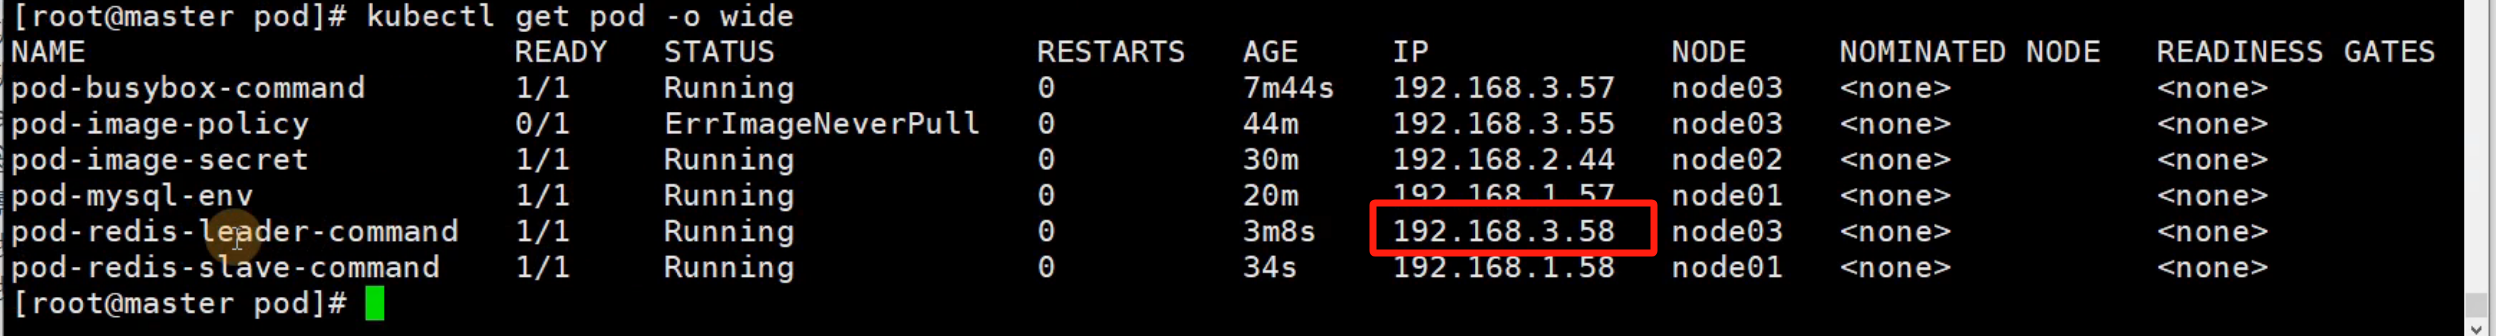 [root@master pod]# kubectl get pod -o wide
NAME READY STATUS RESTARTS AGE IP NODE NOMINATED NODE READINESS GATES
pod-busybox-command 1/1 Running 0 7m44s 192.168.3.57 node03 <none> <none>
pod-image-policy 0/1 ErrImageNeverPull 0 44m 192.168.3.55 node03 <none> <none>
pod-image-secret 1/1 Running 0 30m 192.168.2.44 node02 <none> <none>
pod-mysql-env 1/1 Running 0 20m 192.168.1.57 node01 <none> <none>
pod-redis-leader-command 1/1 Running 0 3m8s 192.168.3.58 node03 <none> <none>
pod-redis-slave-command 1/1 Running 0 34s 192.168.1.58 node01 <none> <none>
[root@master pod]#